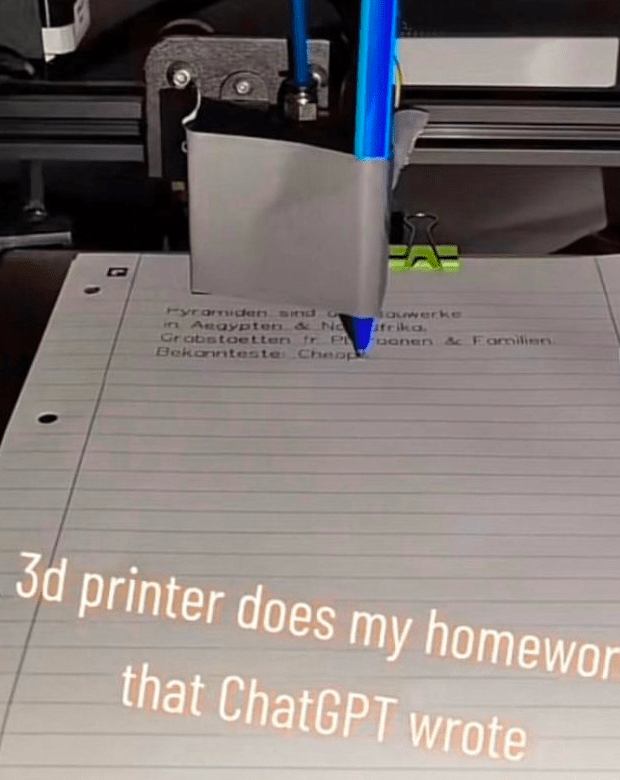 Pyramiden sind
in Aegypten &
Grabstaetten fr & Familien.
Bekannteste:
3d printer does my homewor
that ChatGPT wrote